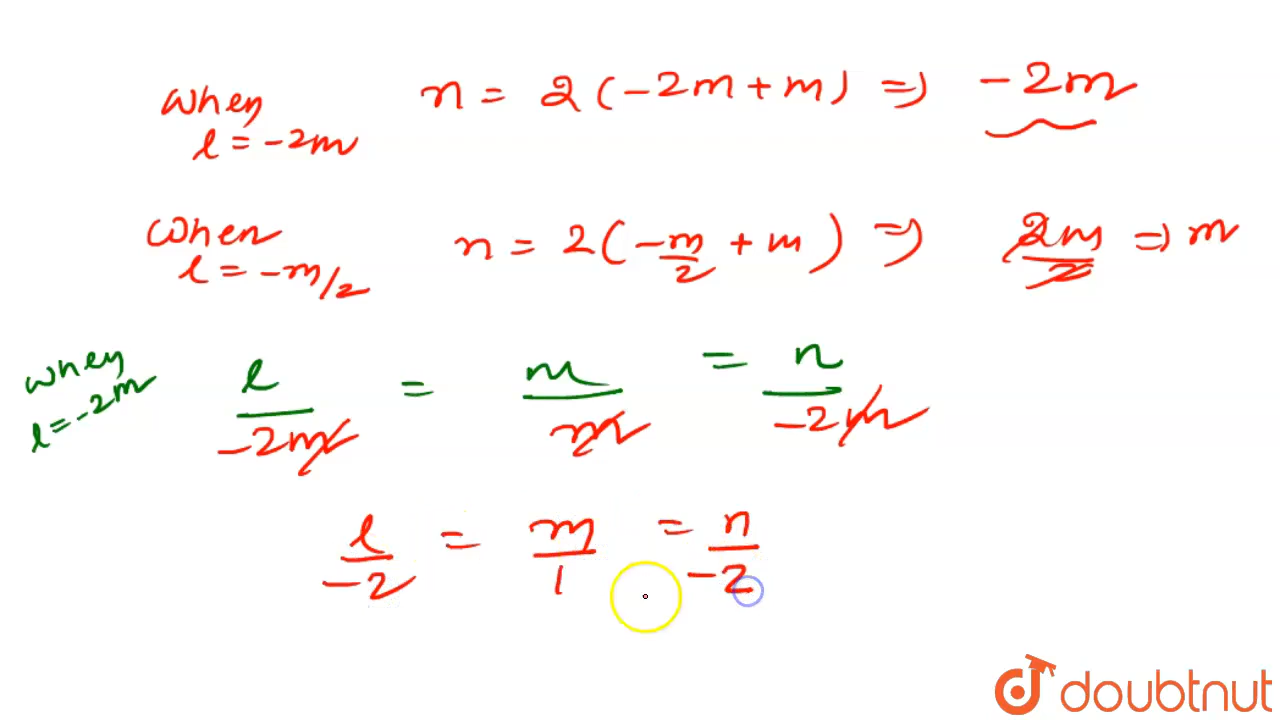 when n = 2 ( -2m + m ) => -2m
l = -2m
when n = 2 ( -m/2 + m ) => 2m/2 => m
l = -m/2
when l = -2m l/-2m = m/m = n/-2m
l/-2 = m/1 = n/-2
doubtnut